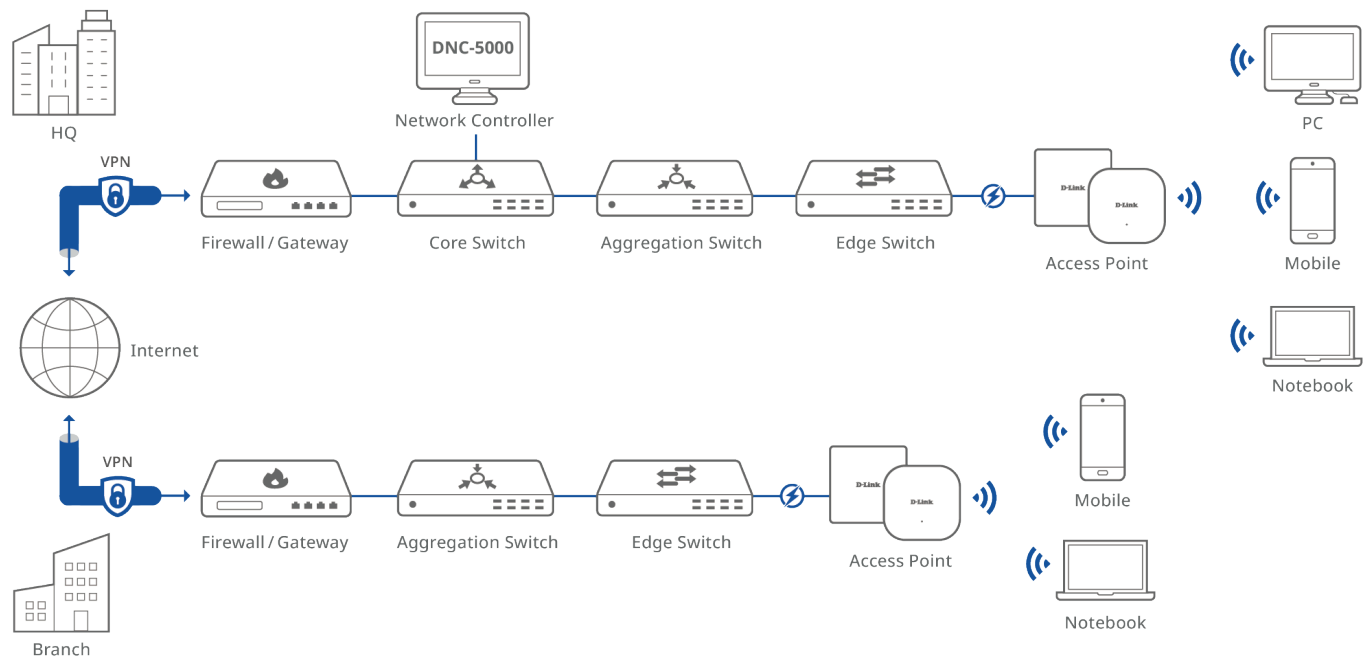 HQ
DNC-5000
Network Controller
PC
VPN
Firewall / Gateway
Core Switch
Aggregation Switch
Edge Switch
D-Link
D-Link
Access Point
Mobile
Internet
Notebook
VPN
Firewall / Gateway
Aggregation Switch
Edge Switch
D-Link
D-Link
Access Point
Mobile
Notebook
Branch